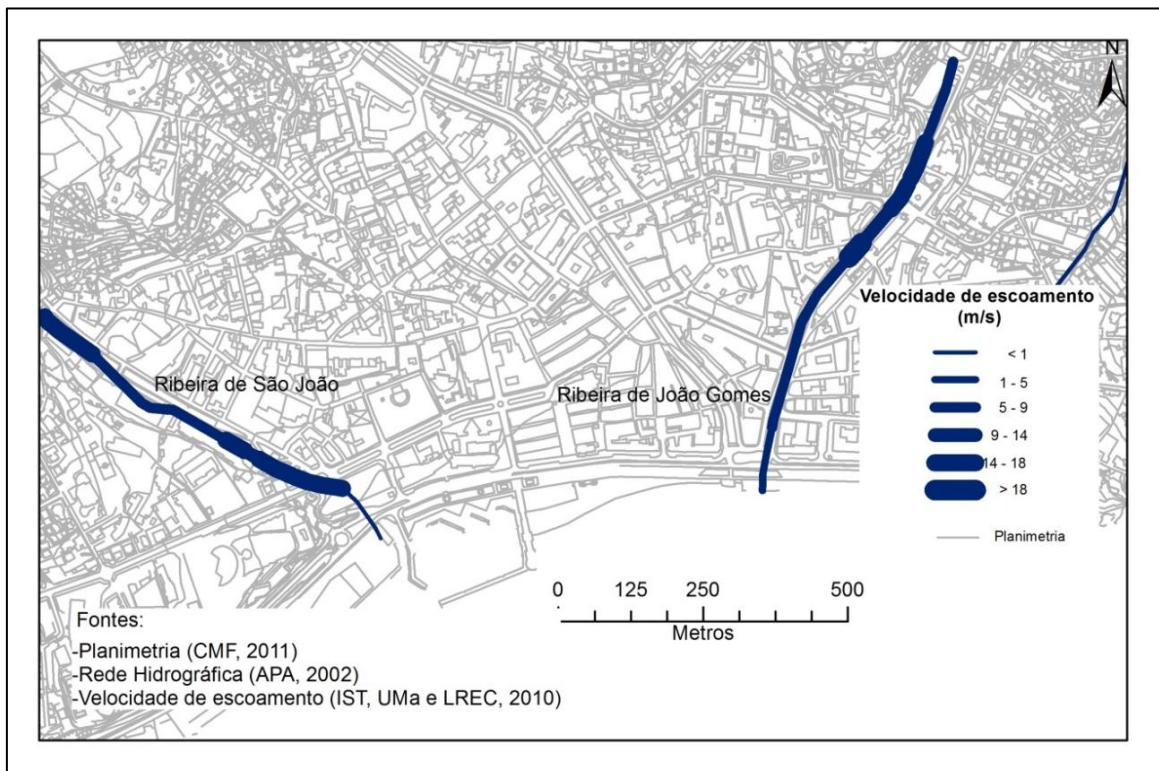 N
Velocidade de escoamento
(m/s)
< 1
1 - 5
5 - 9
9 - 14
14 - 18
> 18
Planimetria
Ribeira de São João
Ribeira de João Gomes
0 125 250 500
Metros
Fontes:
-Planimetria (CMF, 2011)
-Rede Hidrográfica (APA, 2002)
-Velocidade de escoamento (IST, UMa e LREC, 2010)